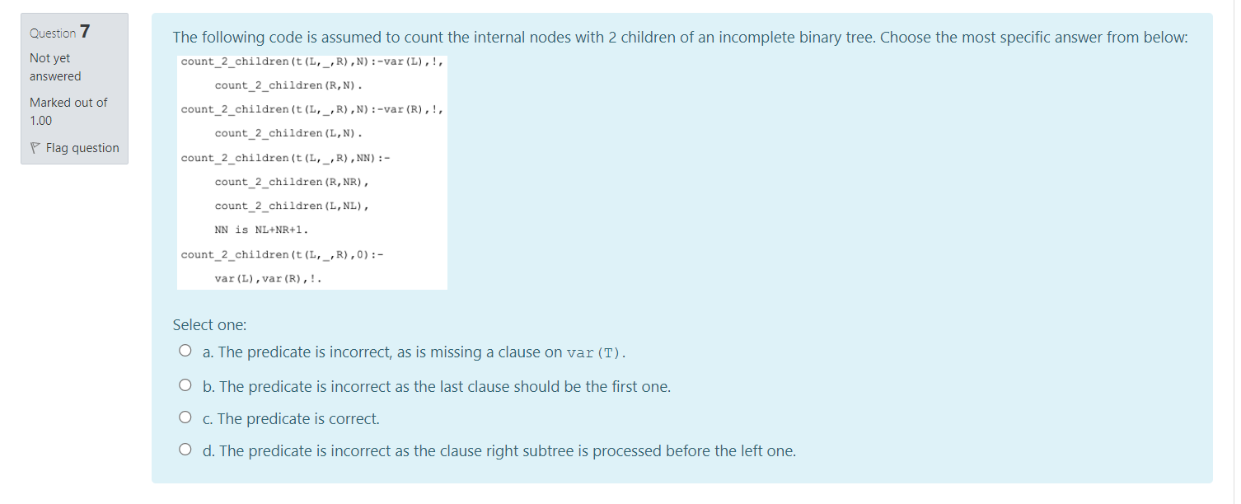 Question 7
Not yet
answered
Marked out of
1.00
Flag question
The following code is assumed to count the internal nodes with 2 children of an incomplete binary tree. Choose the most specific answer from below:
count_2_children(t(L,_,R),N):-var(L),!,
count_2_children(R,N).
count_2_children(t(L,_,R),N):-var(R),!,
count_2_children(L,N).
count_2_children(t(L,_,R),NN):-
count_2_children(R,NR),
count_2_children(L,NL),
NN is NL+NR+1.
count_2_children(t(L,_,R),0):-
var(L),var(R),!.
Select one:
a. The predicate is incorrect, as is missing a clause on var(T).
b. The predicate is incorrect as the last clause should be the first one.
c. The predicate is correct.
d. The predicate is incorrect as the clause right subtree is processed before the left one.